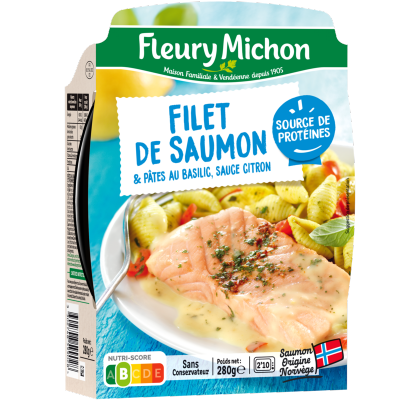 Fleury Michon
Maison Familiale & Vendéenne depuis 1905
FILET
DE SAUMON
& PÂTES AU BASILIC, SAUCE CITRON
SOURCE DE
PROTÉINES
NUTRI-SCORE
A B C D E
Sans
Conservateur
Poids net :
280g e
2'10
Saumon
Origine
Norvège
280g